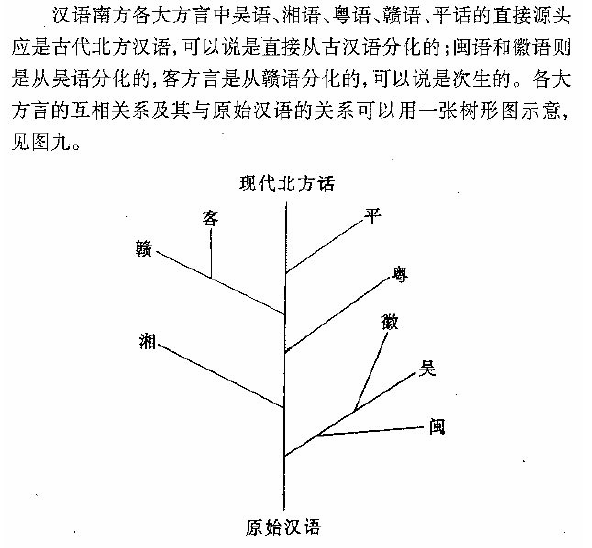 汉语南方各大方言中吴语、湘语、粤语、赣语、平话的直接源头
应是古代北方汉语,可以说是直接从古汉语分化的;闽语和徽语则
是从吴语分化的,客方言是从赣语分化的,可以说是次生的。各大
方言的互相关系及其与原始汉语的关系可以用一张树形图示意,
见图九。
现代北方话
客
平
赣
粤
徽
湘
吴
闽
原始汉语